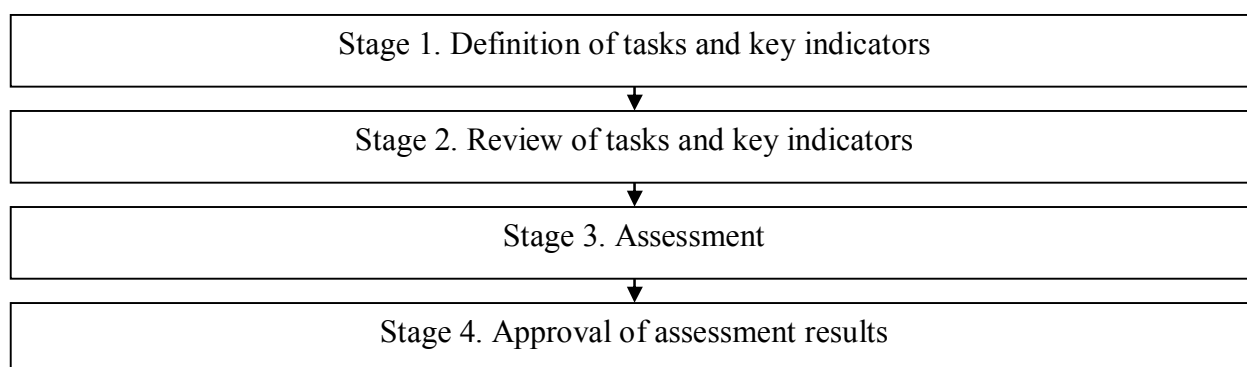 Stage 1. Definition of tasks and key indicators
Stage 2. Review of tasks and key indicators
Stage 3. Assessment
Stage 4. Approval of assessment results